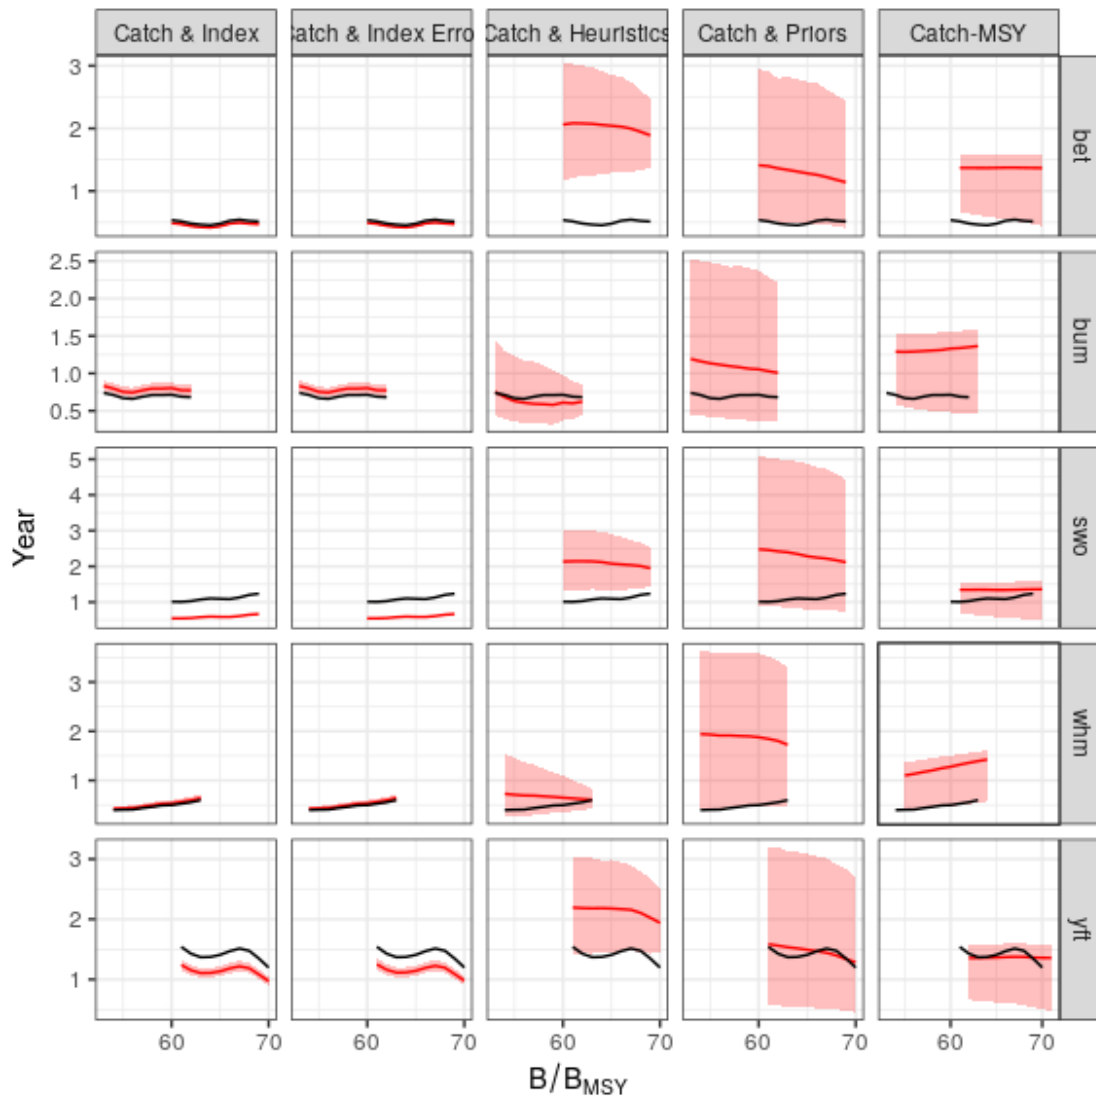 Catch & Index
Catch & Index Erro
Catch & Heuristics
Catch & Priors
Catch-MSY
3
2
1
bet
2.5
2.0
1.5
1.0
0.5
bum
5
4
3
2
1
swo
3
2
1
whm
3
2
1
yft
60 70 60 70 60 70 60 70 60 70
Year
B/BMSY